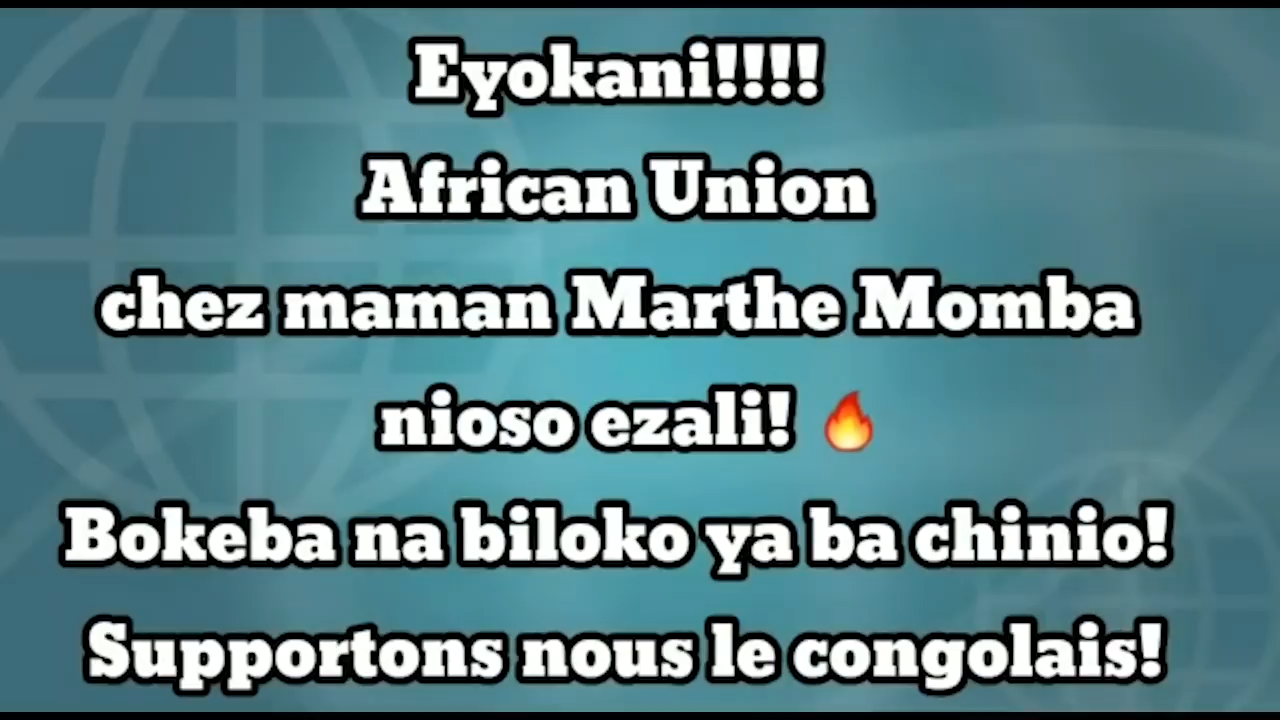 Eyokani!!!!
African Union
chez maman Marthe Momba
nioso ezali! 🔥
Bokeba na biloko ya ba chinio!
Supportons nous le congolais!